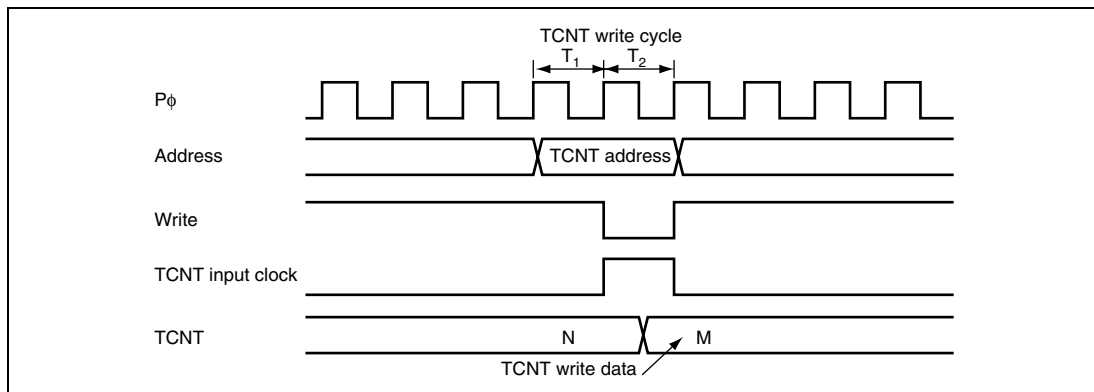 TCNT write cycle
T₁ T₂
Pφ
Address
TCNT address
Write
TCNT input clock
TCNT
N
M
TCNT write data